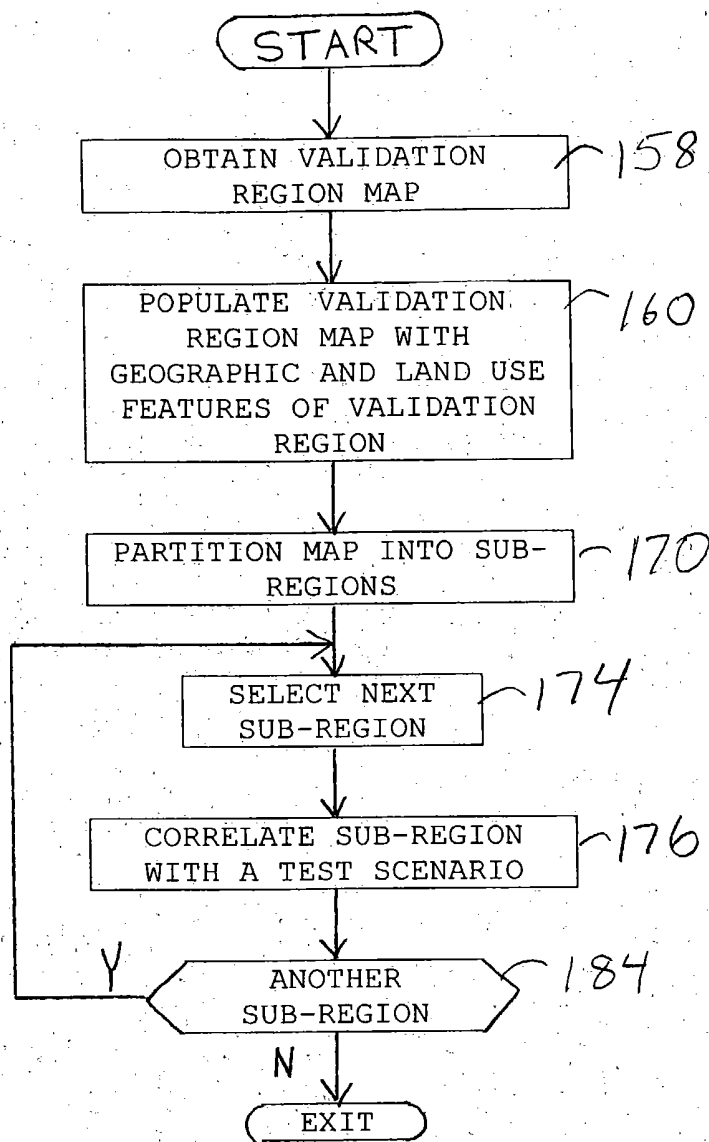 START
OBTAIN VALIDATION
REGION MAP
158
POPULATE VALIDATION
REGION MAP WITH
GEOGRAPHIC AND LAND USE
FEATURES OF VALIDATION
REGION
160
PARTITION MAP INTO SUB-
REGIONS
170
SELECT NEXT
SUB-REGION
174
CORRELATE SUB-REGION
WITH A TEST SCENARIO
176
Y
ANOTHER
SUB-REGION
184
N
EXIT